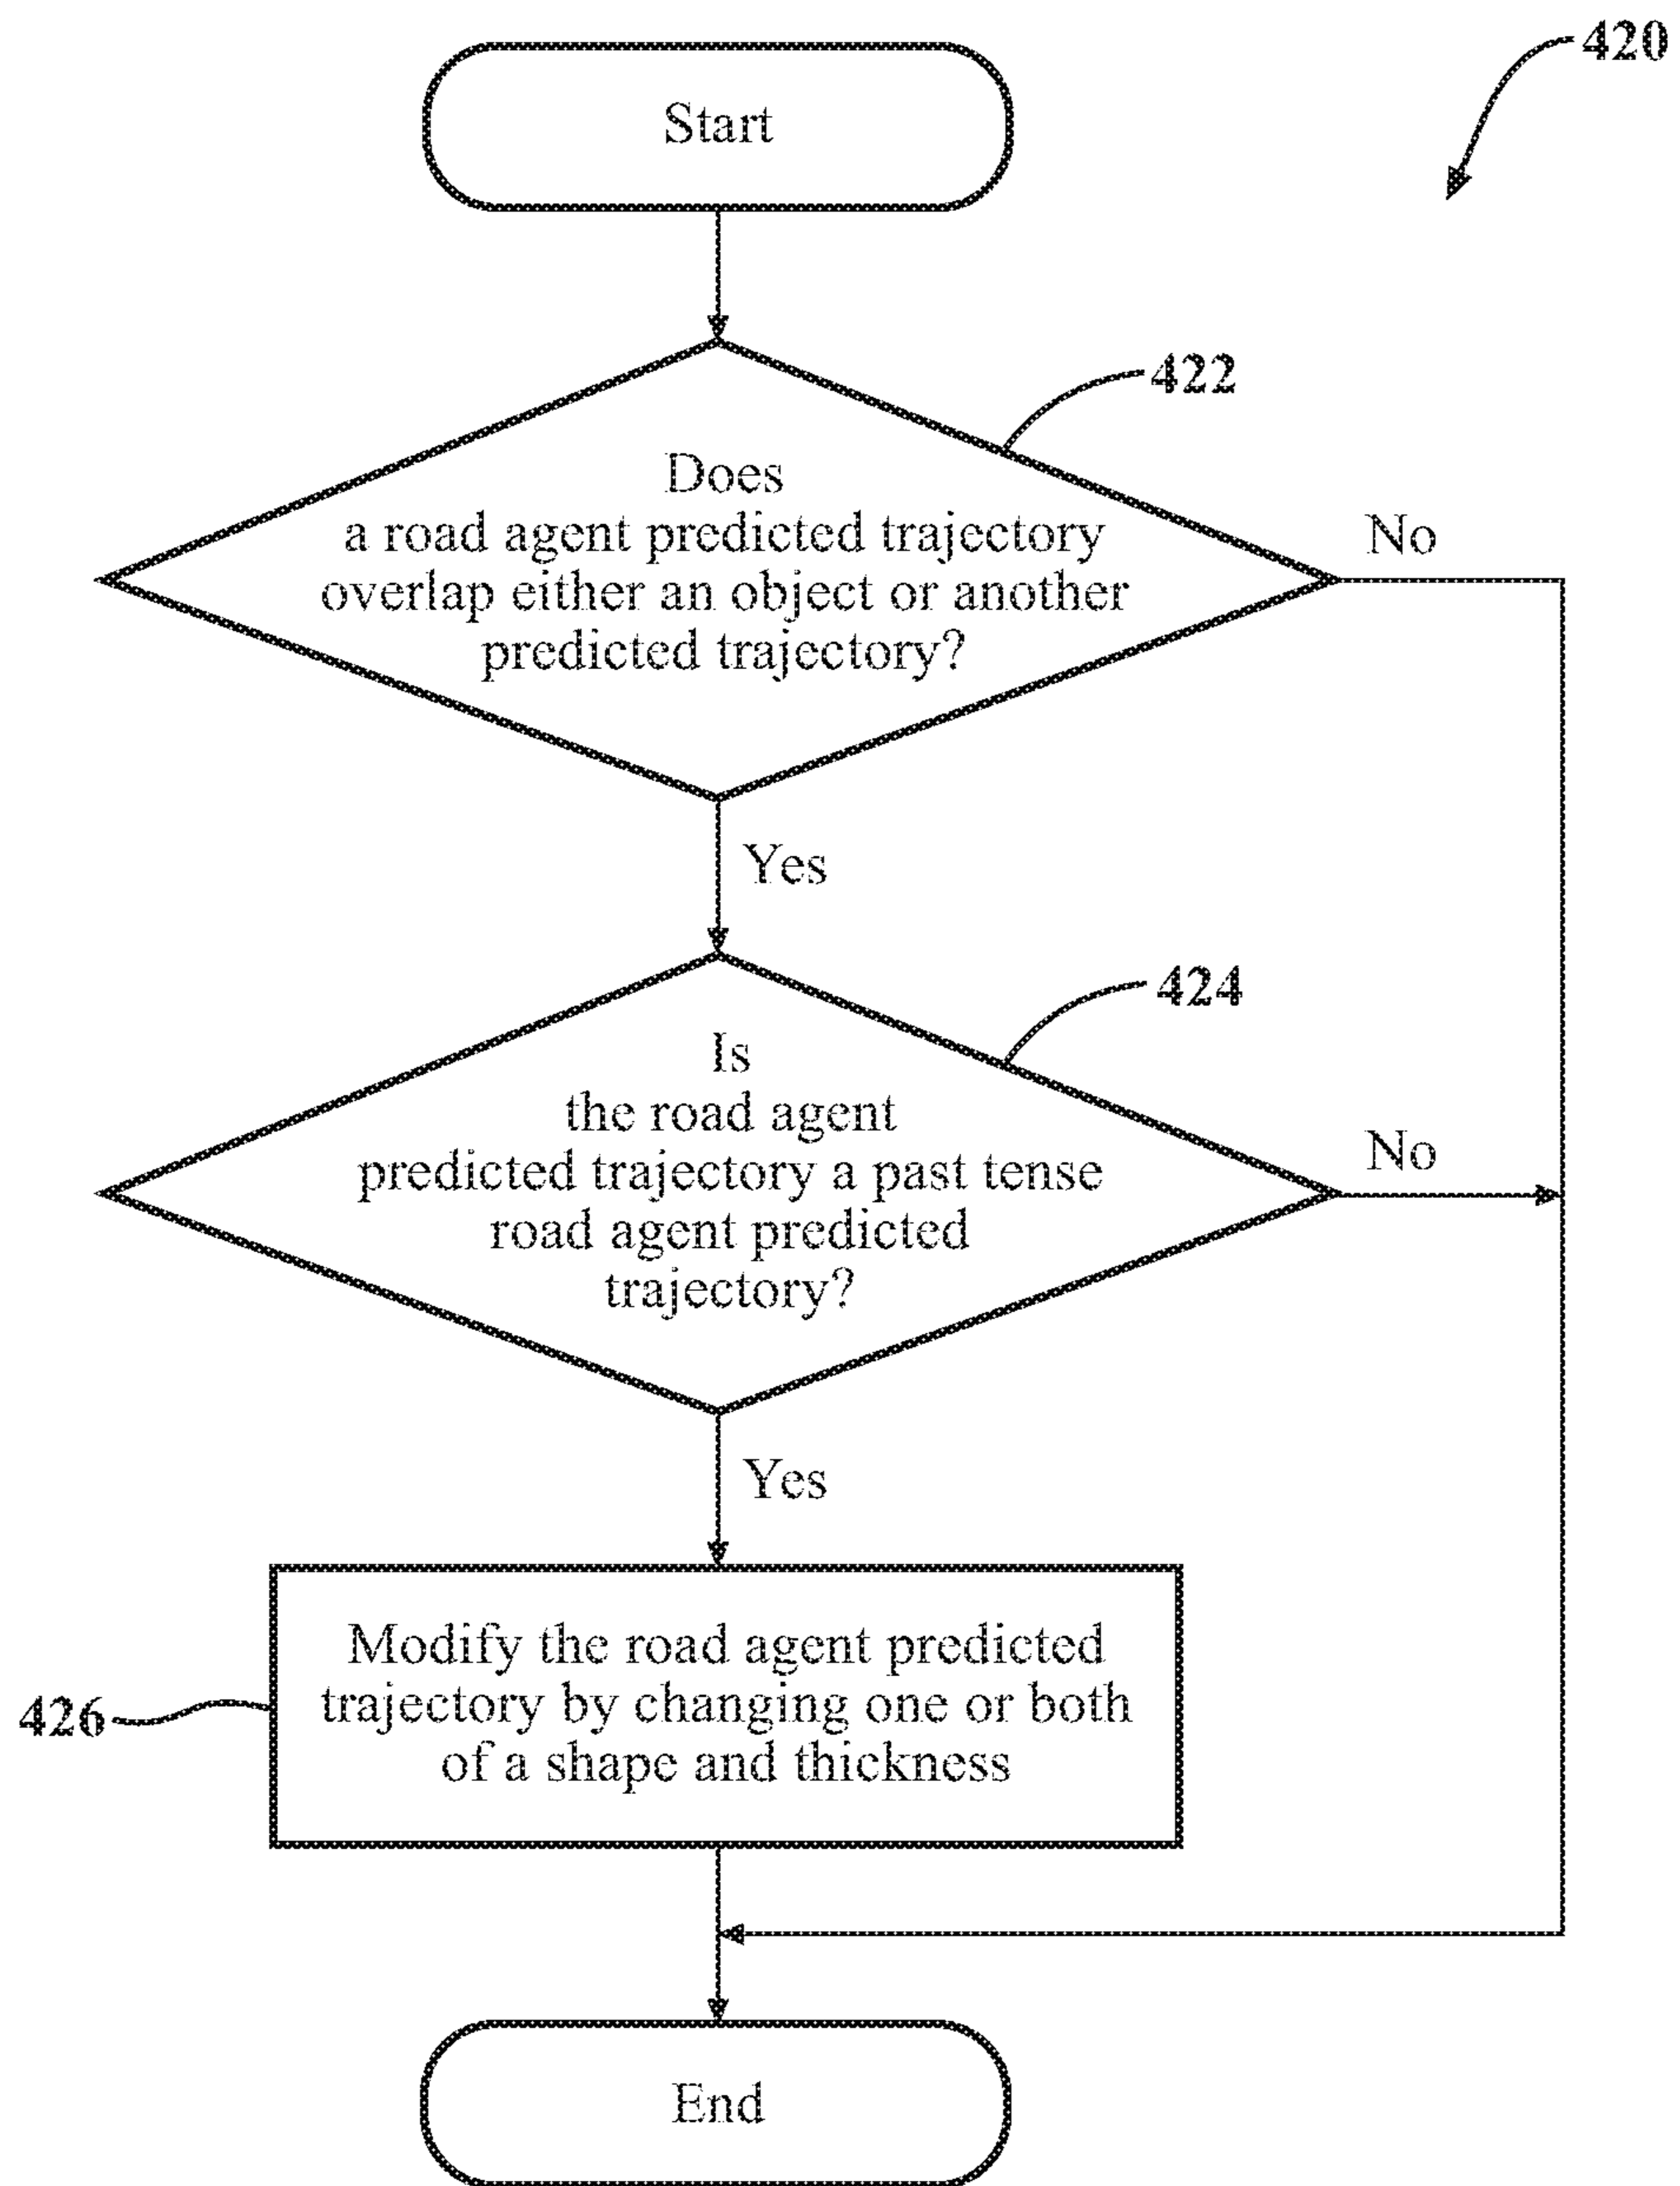 420
Start
422
Does
a road agent predicted trajectory
overlap either an object or another
predicted trajectory?
No
Yes
424
Is
the road agent
predicted trajectory a past tense
road agent predicted
trajectory?
No
Yes
Modify the road agent predicted
trajectory by changing one or both
of a shape and thickness
426
End